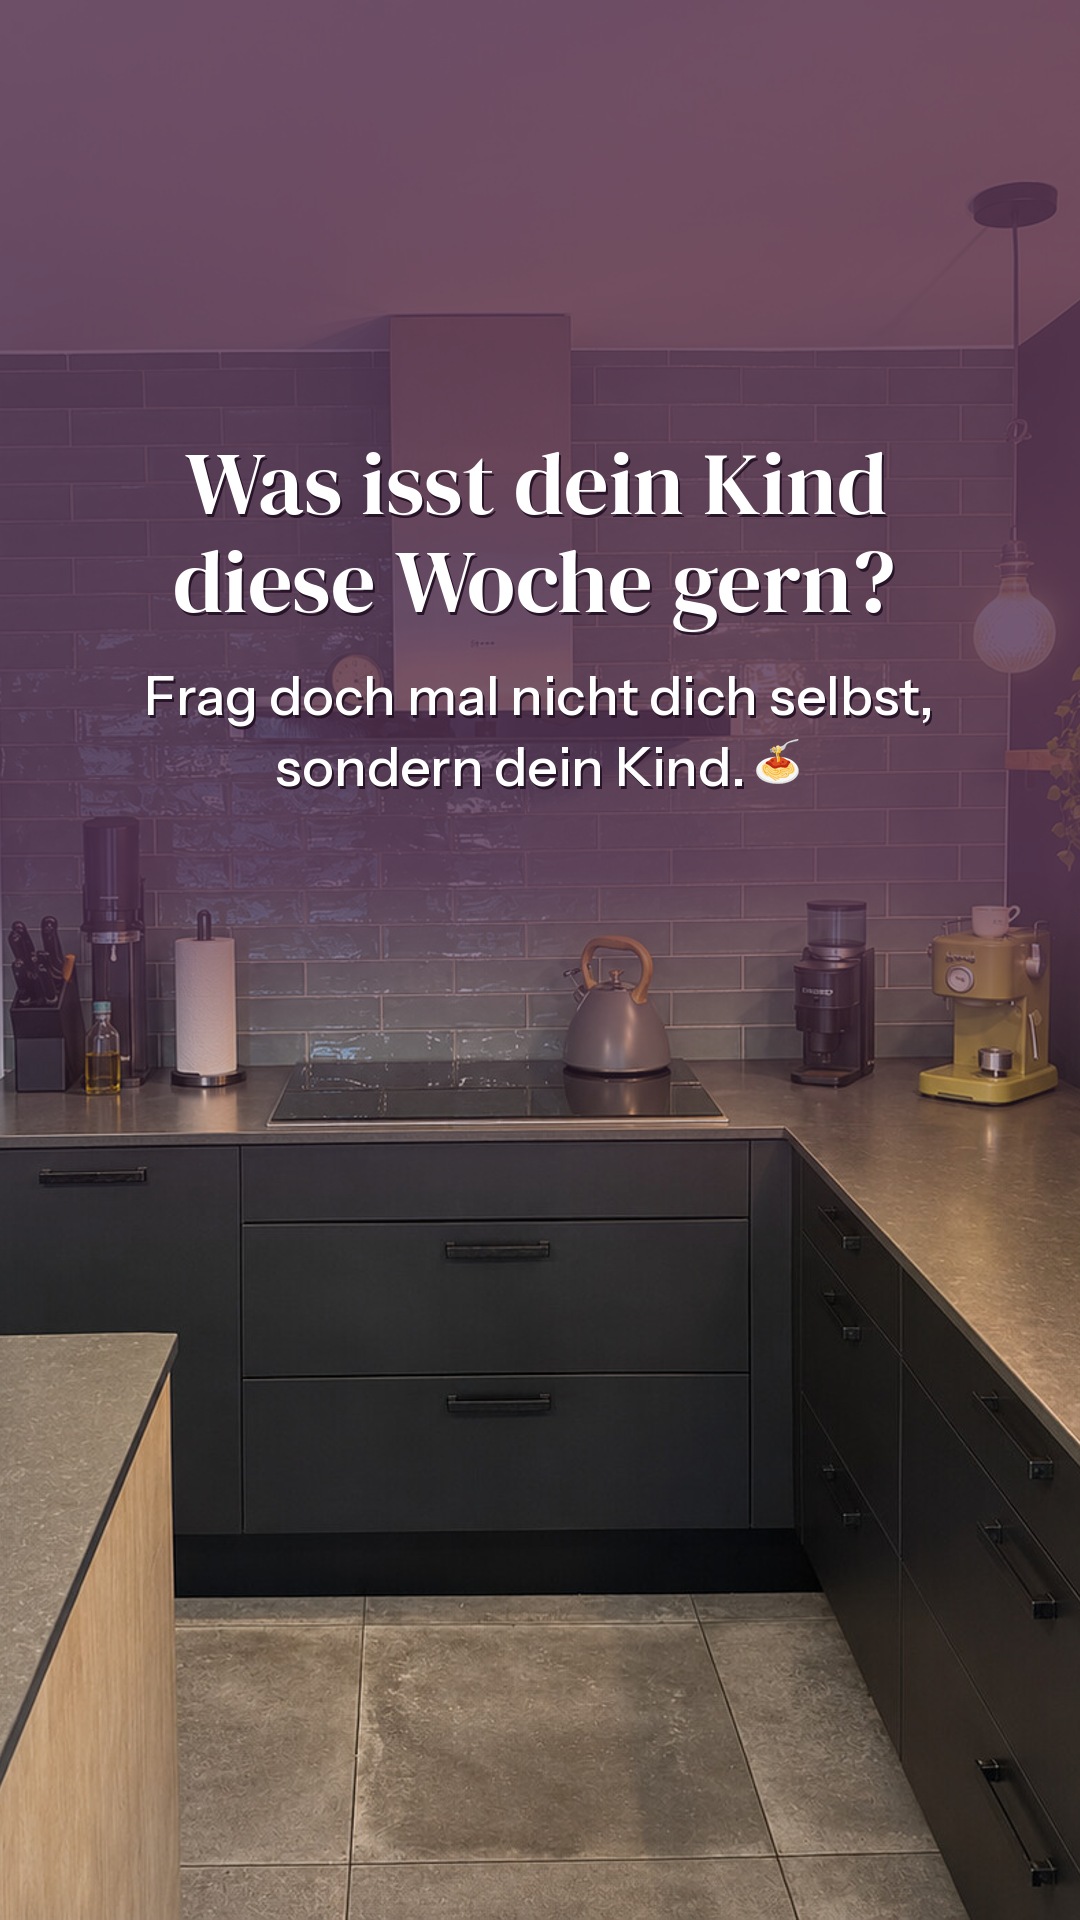 Was isst dein Kind
diese Woche gern?
Frag doch mal nicht dich selbst,
sondern dein Kind. 🍝